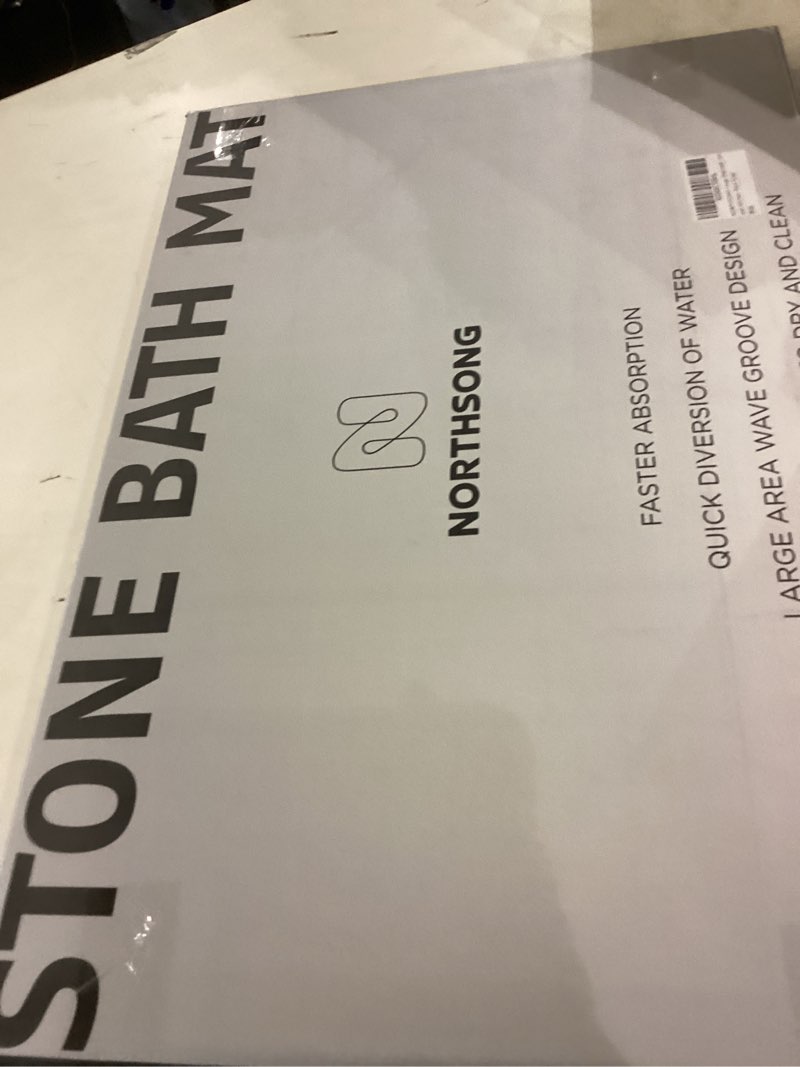 STONE BATH MAT
NORTHSONG
FASTER ABSORPTION
QUICK DIVERSION OF WATER
LARGE AREA WAVE GROOVE DESIGN
DRY AND CLEAN